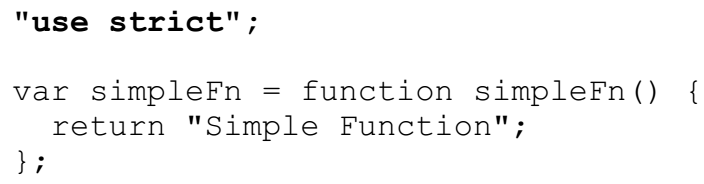 "use strict";
var simpleFn = function simpleFn() {
  return "Simple Function";
};